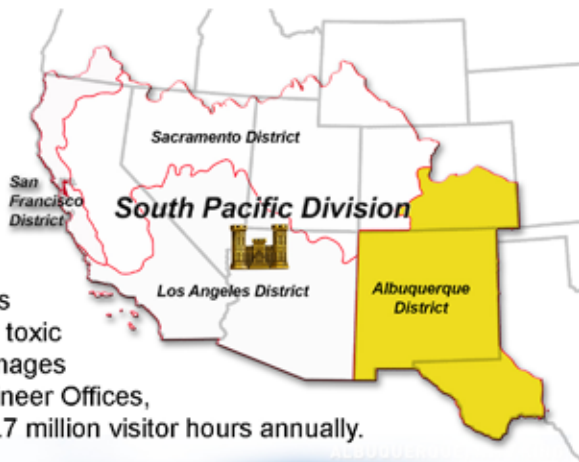 Sacramento District
San
Francisco
District
South Pacific Division
Los Angeles District
Albuquerque
District
s
toxic
nages
neer Offices,
.7 million visitor hours annually.
ALBUQUERQUE